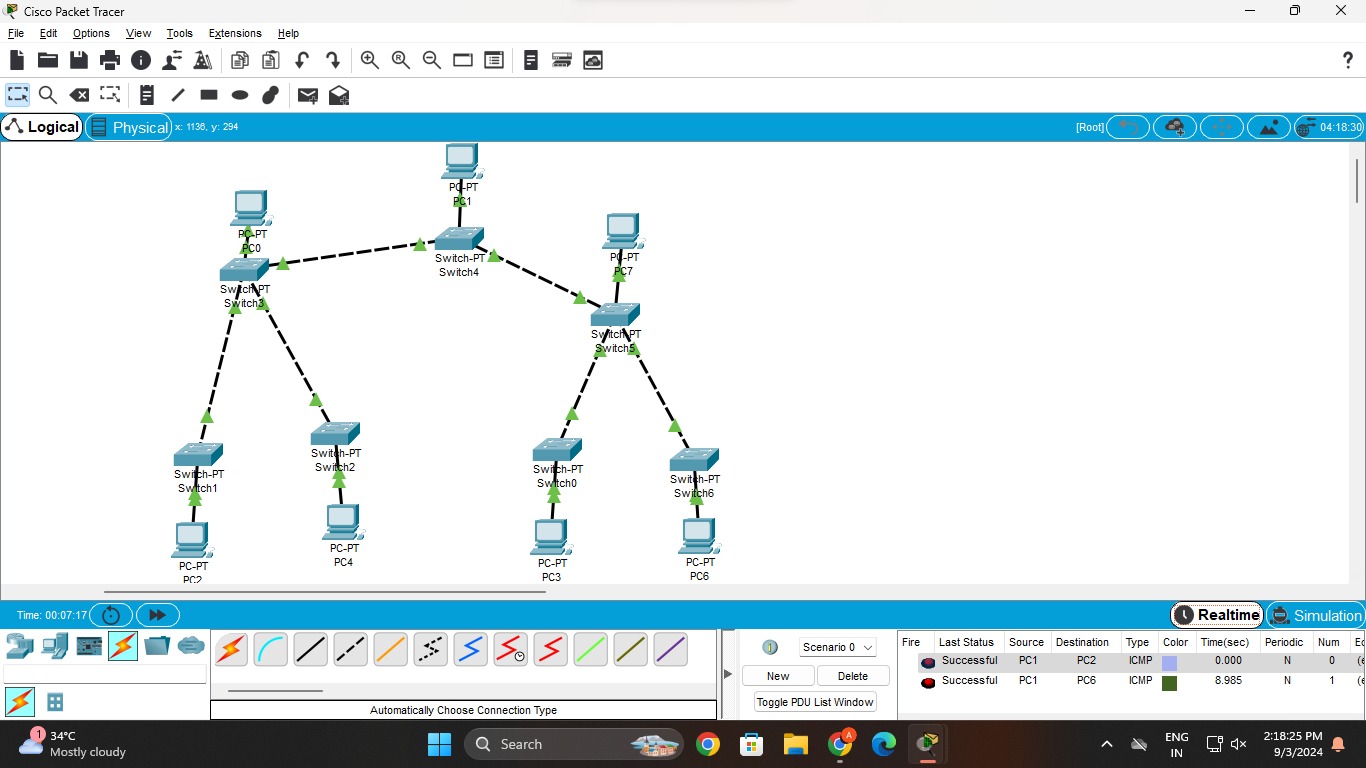 Cisco Packet Tracer
File Edit Options View Tools Extensions Help
?
Logical Physical x: 1136, y: 294 [Root] 04:18:30
PC-PT
PC1
PC-PT
PC0
Switch-PT
Switch4
PC-PT
PC7
Switch-PT
Switch3
Switch-PT
Switch5
Switch-PT
Switch1
Switch-PT
Switch2
Switch-PT
Switch0
Switch-PT
Switch6
PC-PT
PC2
PC-PT
PC4
PC-PT
PC3
PC-PT
PC6
Time: 00:07:17 Realtime Simulation
Scenario 0
New Delete
Toggle PDU List Window
Automatically Choose Connection Type
Fire Last Status Source Destination Type Color Time(sec) Periodic Num
Successful PC1 PC2 ICMP 0.000 N 0 (e
Successful PC1 PC6 ICMP 8.985 N 1 (e
1
34°C
Mostly cloudy
Search
A
ENG
IN
2:18:25 PM
9/3/2024